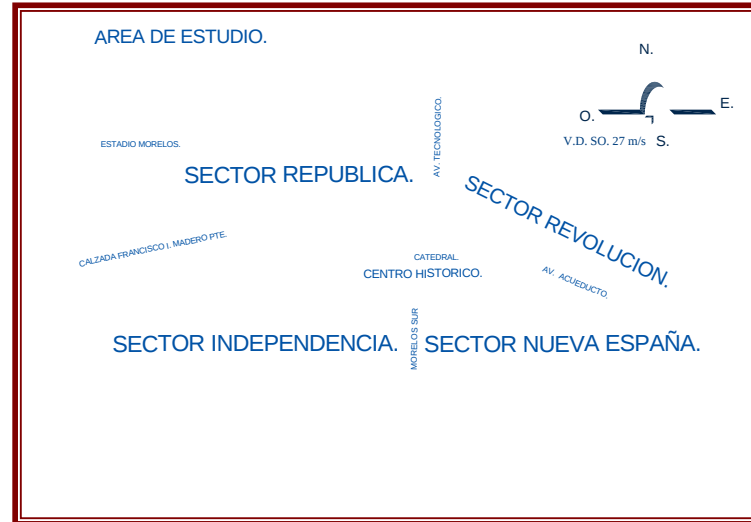 AREA DE ESTUDIO.
N.
O.
E.
V.D. SO. 27 m/s
S.
ESTADIO MORELOS.
AV. TECNOLOGICO.
SECTOR REPUBLICA.
SECTOR REVOLUCION.
CALZADA FRANCISCO I. MADERO PTE.
CATEDRAL.
CENTRO HISTORICO.
AV. ACUEDUCTO.
SECTOR INDEPENDENCIA.
MORELOS SUR
SECTOR NUEVA ESPAÑA.